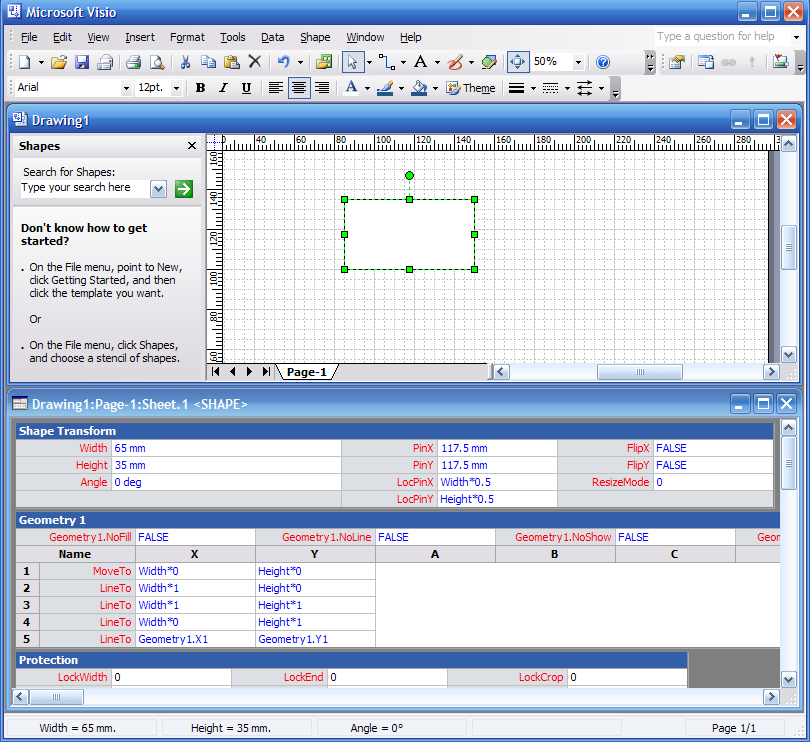 Microsoft Visio
File Edit View Insert Format Tools Data Shape Window Help Type a question for help
50%
Arial 12pt. B I U A Theme
Drawing1
Shapes
Search for Shapes:
Type your search here
Don't know how to get
started?
. On the File menu, point to New,
click Getting Started, and then
click the template you want.
Or
. On the File menu, click Shapes,
and choose a stencil of shapes.
0 40 60 80 100 120 140 160 180 200 220 240 260 280 3
160
140
120
100
80
60
Page-1
Drawing1:Page-1:Sheet.1 <SHAPE>
Shape Transform
Width 65 mm PinX 117.5 mm FlipX FALSE
Height 35 mm PinY 117.5 mm FlipY FALSE
Angle 0 deg LocPinX Width*0.5 ResizeMode 0
LocPinY Height*0.5
Geometry 1
Geometry1.NoFill FALSE Geometry1.NoLine FALSE Geometry1.NoShow FALSE Geom
Name X Y A B C
1 MoveTo Width*0 Height*0
2 LineTo Width*1 Height*0
3 LineTo Width*1 Height*1
4 LineTo Width*0 Height*1
5 LineTo Geometry1.X1 Geometry1.Y1
Protection
LockWidth 0 LockEnd 0 LockCrop 0
Width = 65 mm. Height = 35 mm. Angle = 0° Page 1/1